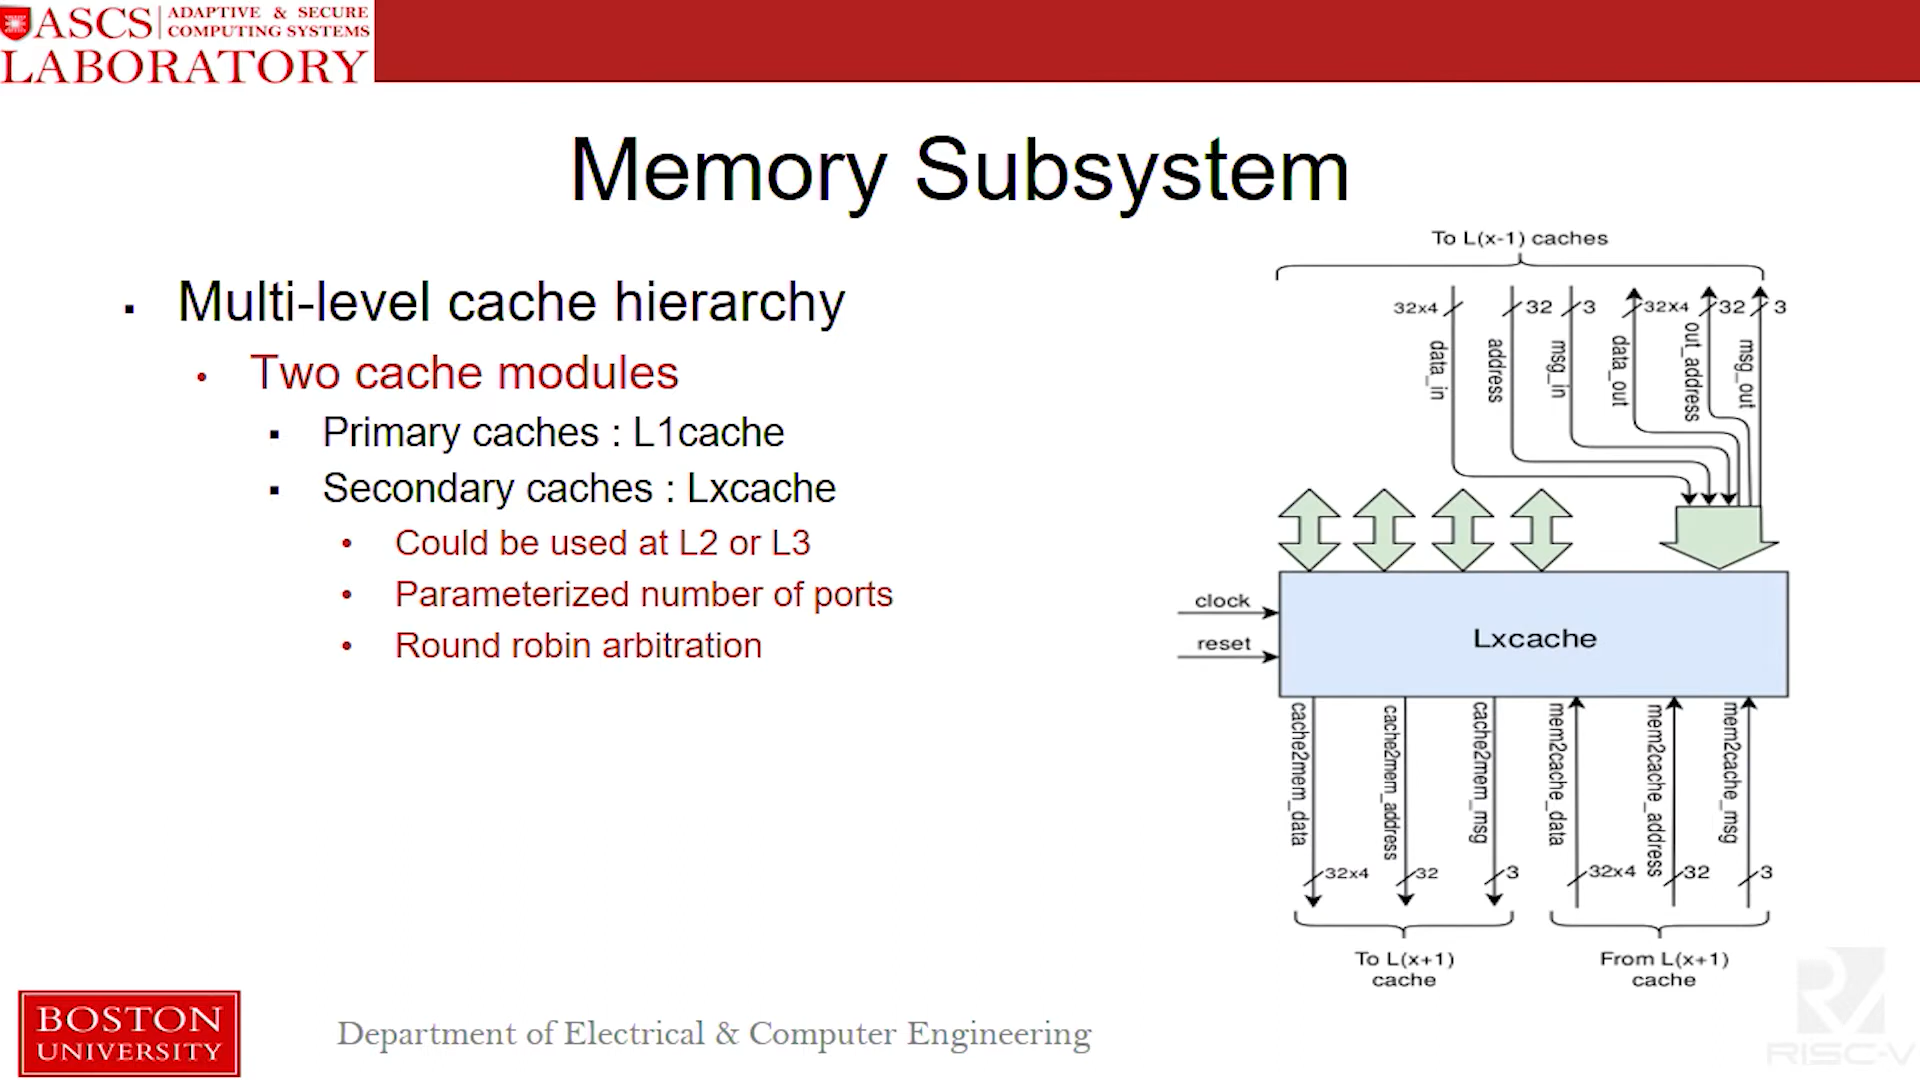 ASCS ADAPTIVE & SECURE
COMPUTING SYSTEMS
LABORATORY
Memory Subsystem
▪ Multi-level cache hierarchy
• Two cache modules
▪ Primary caches : L1cache
▪ Secondary caches : Lxcache
• Could be used at L2 or L3
• Parameterized number of ports
• Round robin arbitration
To L(x-1) caches
32x4 32 3 32x4 32 3
data_in
address
msg_in
data_out
out_address
msg_out
clock
reset
Lxcache
cache2mem_data
cache2mem_address
cache2mem_msg
mem2cache_data
mem2cache_address
mem2cache_msg
32x4 32 3 32x4 32 3
To L(x+1)
cache
From L(x+1)
cache
BOSTON
UNIVERSITY
Department of Electrical & Computer Engineering
RISC-V